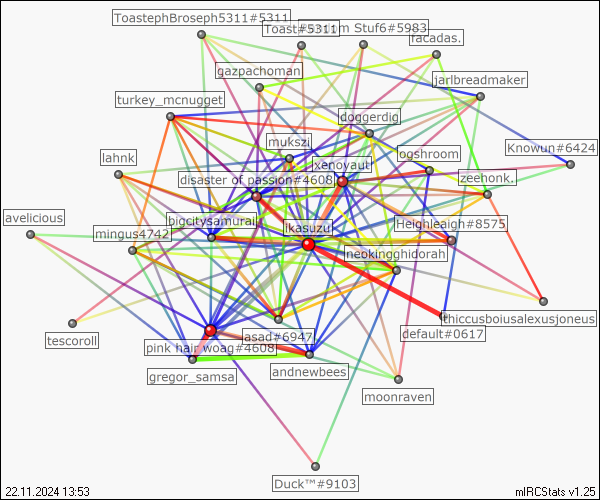 ToastephBroseph5311#5311
Toast#5311
Stuf6#5983
facadas.
gazpachoman
jarlbreadmaker
turkey_mcnugget
doggerdig
mukszi
ogshroom
Knowun#6424
lahnk
xenoyaut
disaster of passion#4608
zeehonk.
avelicious
bigcitysamurai
ikasuzu
Heighleaigh#8575
mingus4742
neokingghidorah
thiccusboiusalexusjoneus
tescoroll
asad#6947
default#0617
pink hair woag#4608
gregor_samsa
andnewbees
moonraven
Duck™#9103
22.11.2024 13:53
mIRCStats v1.25